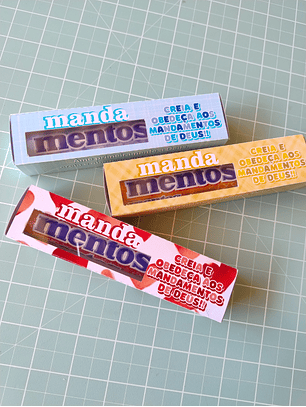 manda
mentos
CREIA E
OBEDEÇA AOS
MANDAMENTOS
DE DEUS!!
manda
mentos
CREIA E
OBEDEÇA AOS
MANDAMENTOS
DE DEUS!!
manda
mentos
CREIA E
OBEDEÇA AOS
MANDAMENTOS
DE DEUS!!